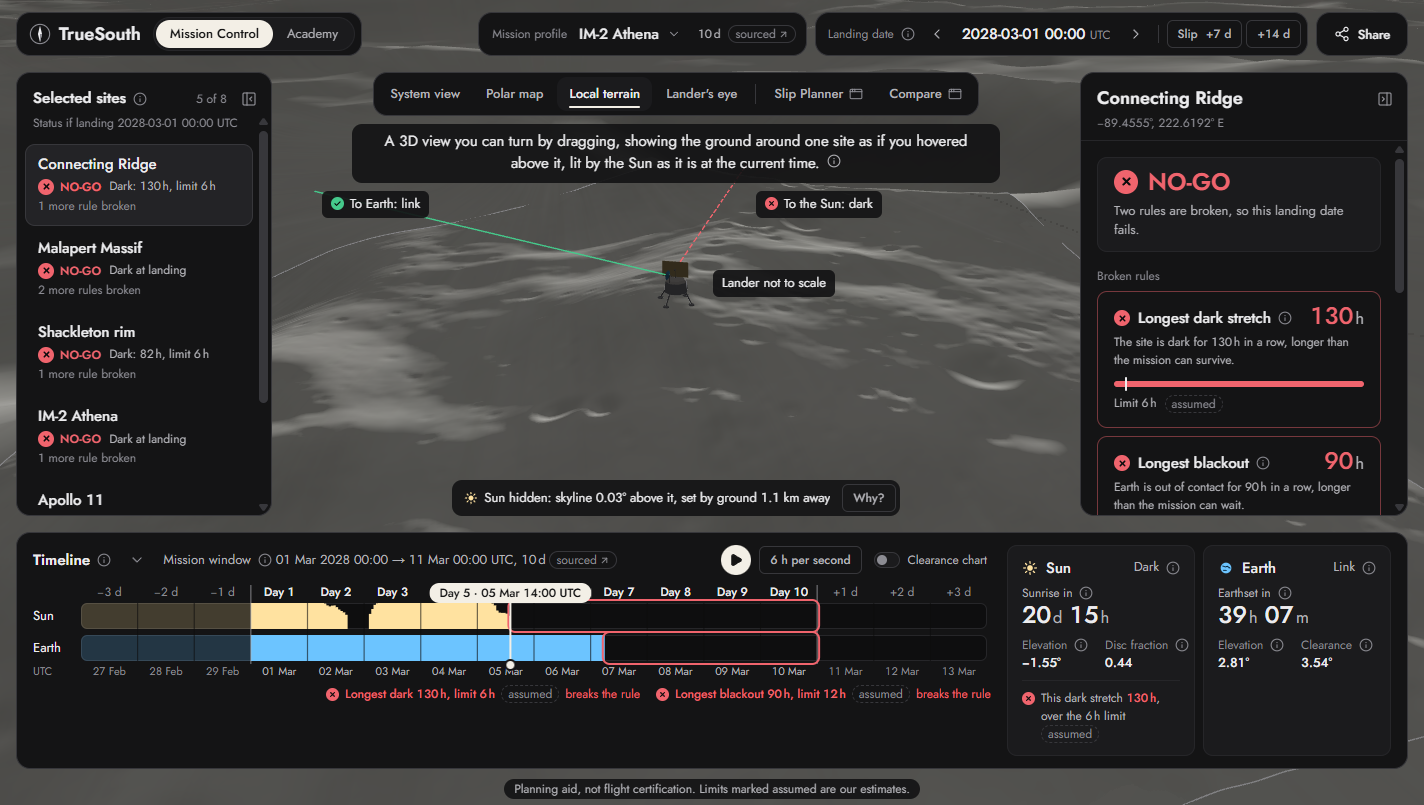 TrueSouth
Mission Control
Academy
Mission profile IM-2 Athena 10 d sourced ↗
Landing date 2028-03-01 00:00 UTC
Slip +7 d
+14 d
Share
Selected sites 5 of 8
Status if landing 2028-03-01 00:00 UTC
Connecting Ridge
NO-GO Dark: 130 h, limit 6 h
1 more rule broken
Malapert Massif
NO-GO Dark at landing
2 more rules broken
Shackleton rim
NO-GO Dark: 82 h, limit 6 h
1 more rule broken
IM-2 Athena
NO-GO Dark at landing
1 more rule broken
Apollo 11
System view
Polar map
Local terrain
Lander's eye
Slip Planner
Compare
A 3D view you can turn by dragging, showing the ground around one site as if you hovered
above it, lit by the Sun as it is at the current time.
To Earth: link
To the Sun: dark
Lander not to scale
Sun hidden: skyline 0.03° above it, set by ground 1.1 km away
Why?
Connecting Ridge
−89.4555°, 222.6192° E
NO-GO
Two rules are broken, so this landing date
fails.
Broken rules
Longest dark stretch 130 h
The site is dark for 130 h in a row, longer than
the mission can survive.
Limit 6 h assumed
Longest blackout 90 h
Earth is out of contact for 90 h in a row, longer
than the mission can wait.
Timeline
Mission window 01 Mar 2028 00:00 → 11 Mar 00:00 UTC, 10 d sourced ↗
6 h per second
Clearance chart
−3 d −2 d −1 d Day 1 Day 2 Day 3 Day 5 · 05 Mar 14:00 UTC Day 7 Day 8 Day 9 Day 10 +1 d +2 d +3 d
Sun
Earth
UTC 27 Feb 28 Feb 29 Feb 01 Mar 02 Mar 03 Mar 04 Mar 05 Mar 06 Mar 07 Mar 08 Mar 09 Mar 10 Mar 11 Mar 12 Mar 13 Mar
Longest dark 130 h, limit 6 h assumed breaks the rule
Longest blackout 90 h, limit 12 h assumed breaks the rule
Sun Dark
Sunrise in
20 d 15 h
Elevation Disc fraction
−1.55° 0.44
This dark stretch 130 h,
over the 6 h limit
assumed
Earth Link
Earthset in
39 h 07 m
Elevation Clearance
2.81° 3.54°
Planning aid, not flight certification. Limits marked assumed are our estimates.